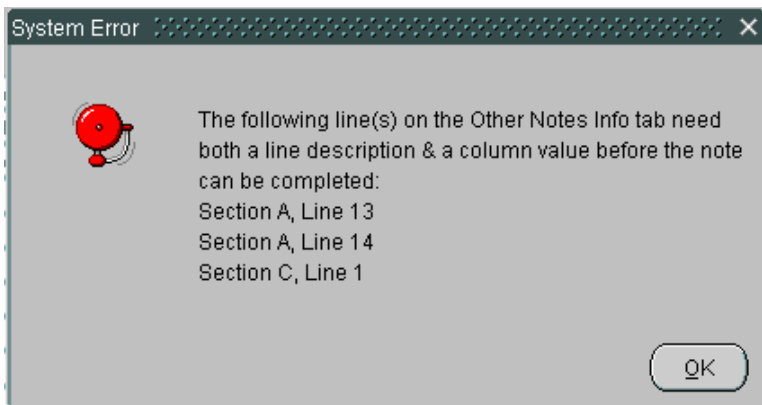 System Error
The following line(s) on the Other Notes Info tab need
both a line description & a column value before the note
can be completed:
Section A, Line 13
Section A, Line 14
Section C, Line 1
OK